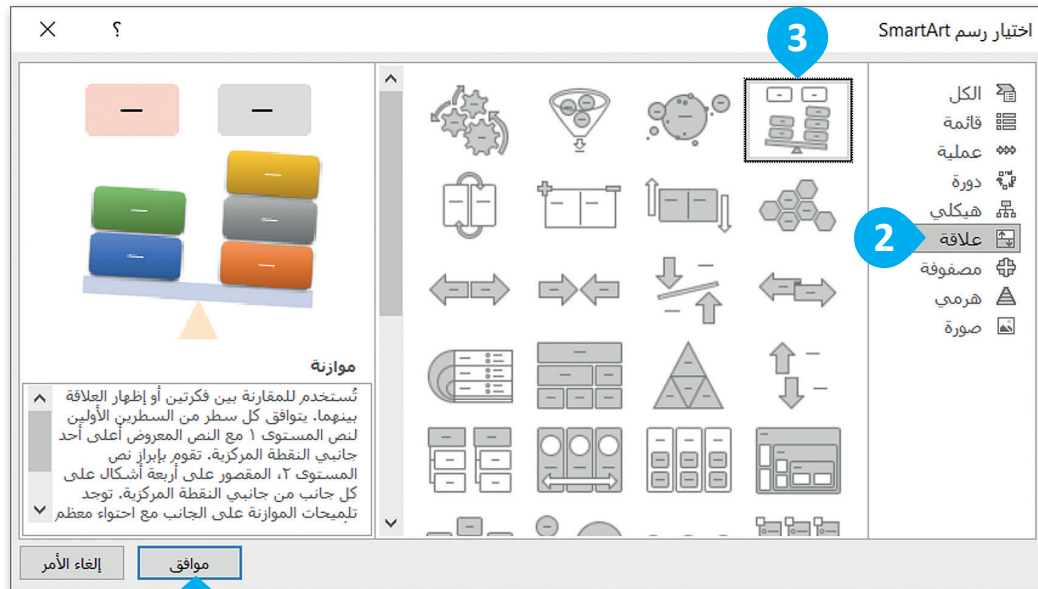 اختيار رسم SmartArt
؟
3
الكل
قائمة
عملية
دورة
هيكلي
2
علاقة
مصفوفة
هرمي
صورة
موازنة
تُستخدم للمقارنة بين فكرتين أو إظهار العلاقة
بينهما. يتوافق كل سطر من السطرين الأولين
لنص المستوى ١ مع النص المعروض أعلى أحد
جانبي النقطة المركزية. تقوم بإبراز نص
المستوى ٢، المقصور على أربعة أشكال على
كل جانب من جانبي النقطة المركزية. توجد
تلميحات الموازنة على الجانب مع احتواء معظم
موافق
إلغاء الأمر